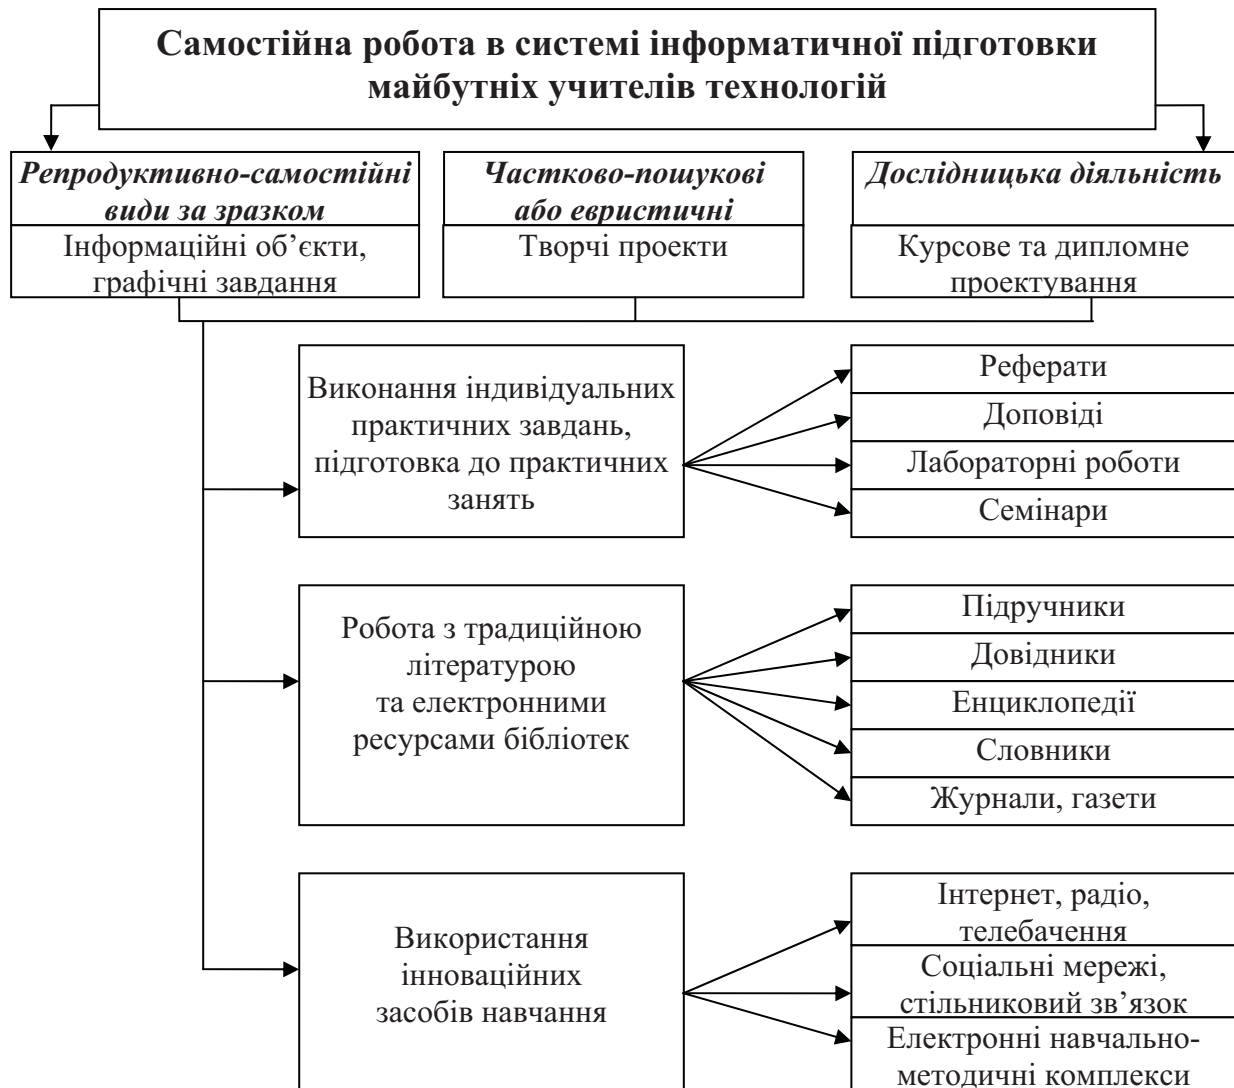 Самостійна робота в системі інформатичної підготовки
майбутніх учителів технологій
Репродуктивно-самостійні
види за зразком
Інформаційні об’єкти,
графічні завдання
Частково-пошукові
або евристичні
Творчі проекти
Дослідницька діяльність
Курсове та дипломне
проектування
Виконання індивідуальних
практичних завдань,
підготовка до практичних
занять
Реферати
Доповіді
Лабораторні роботи
Семінари
Робота з традиційною
літературою
та електронними
ресурсами бібліотек
Підручники
Довідники
Енциклопедії
Словники
Журнали, газети
Використання
інноваційних
засобів навчання
Інтернет, радіо,
телебачення
Соціальні мережі,
стільниковий зв’язок
Електронні навчально-
методичні комплекси